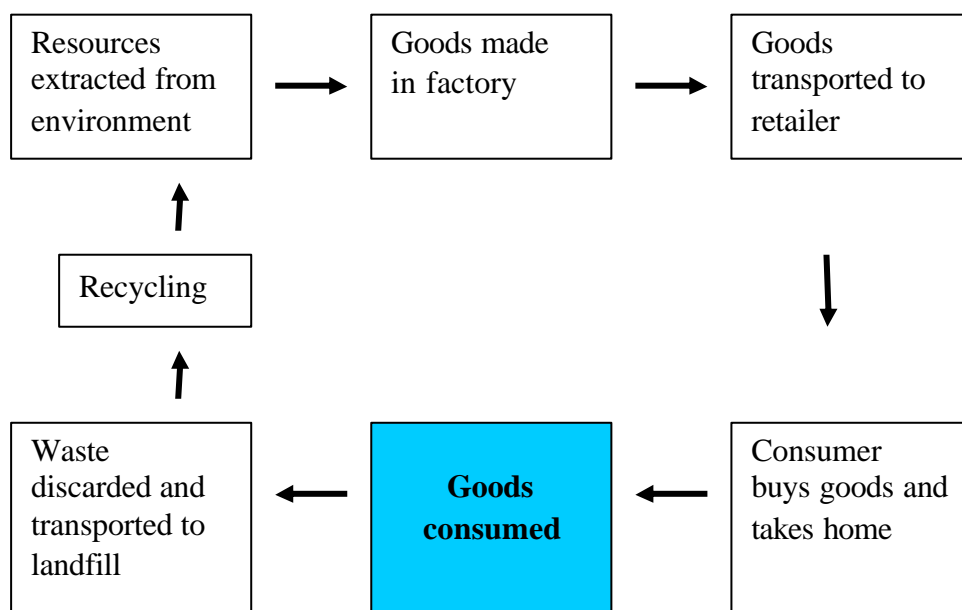 Resources
extracted from
environment
Goods made
in factory
Goods
transported to
retailer
Recycling
Waste
discarded and
transported to
landfill
Goods
consumed
Consumer
buys goods and
takes home